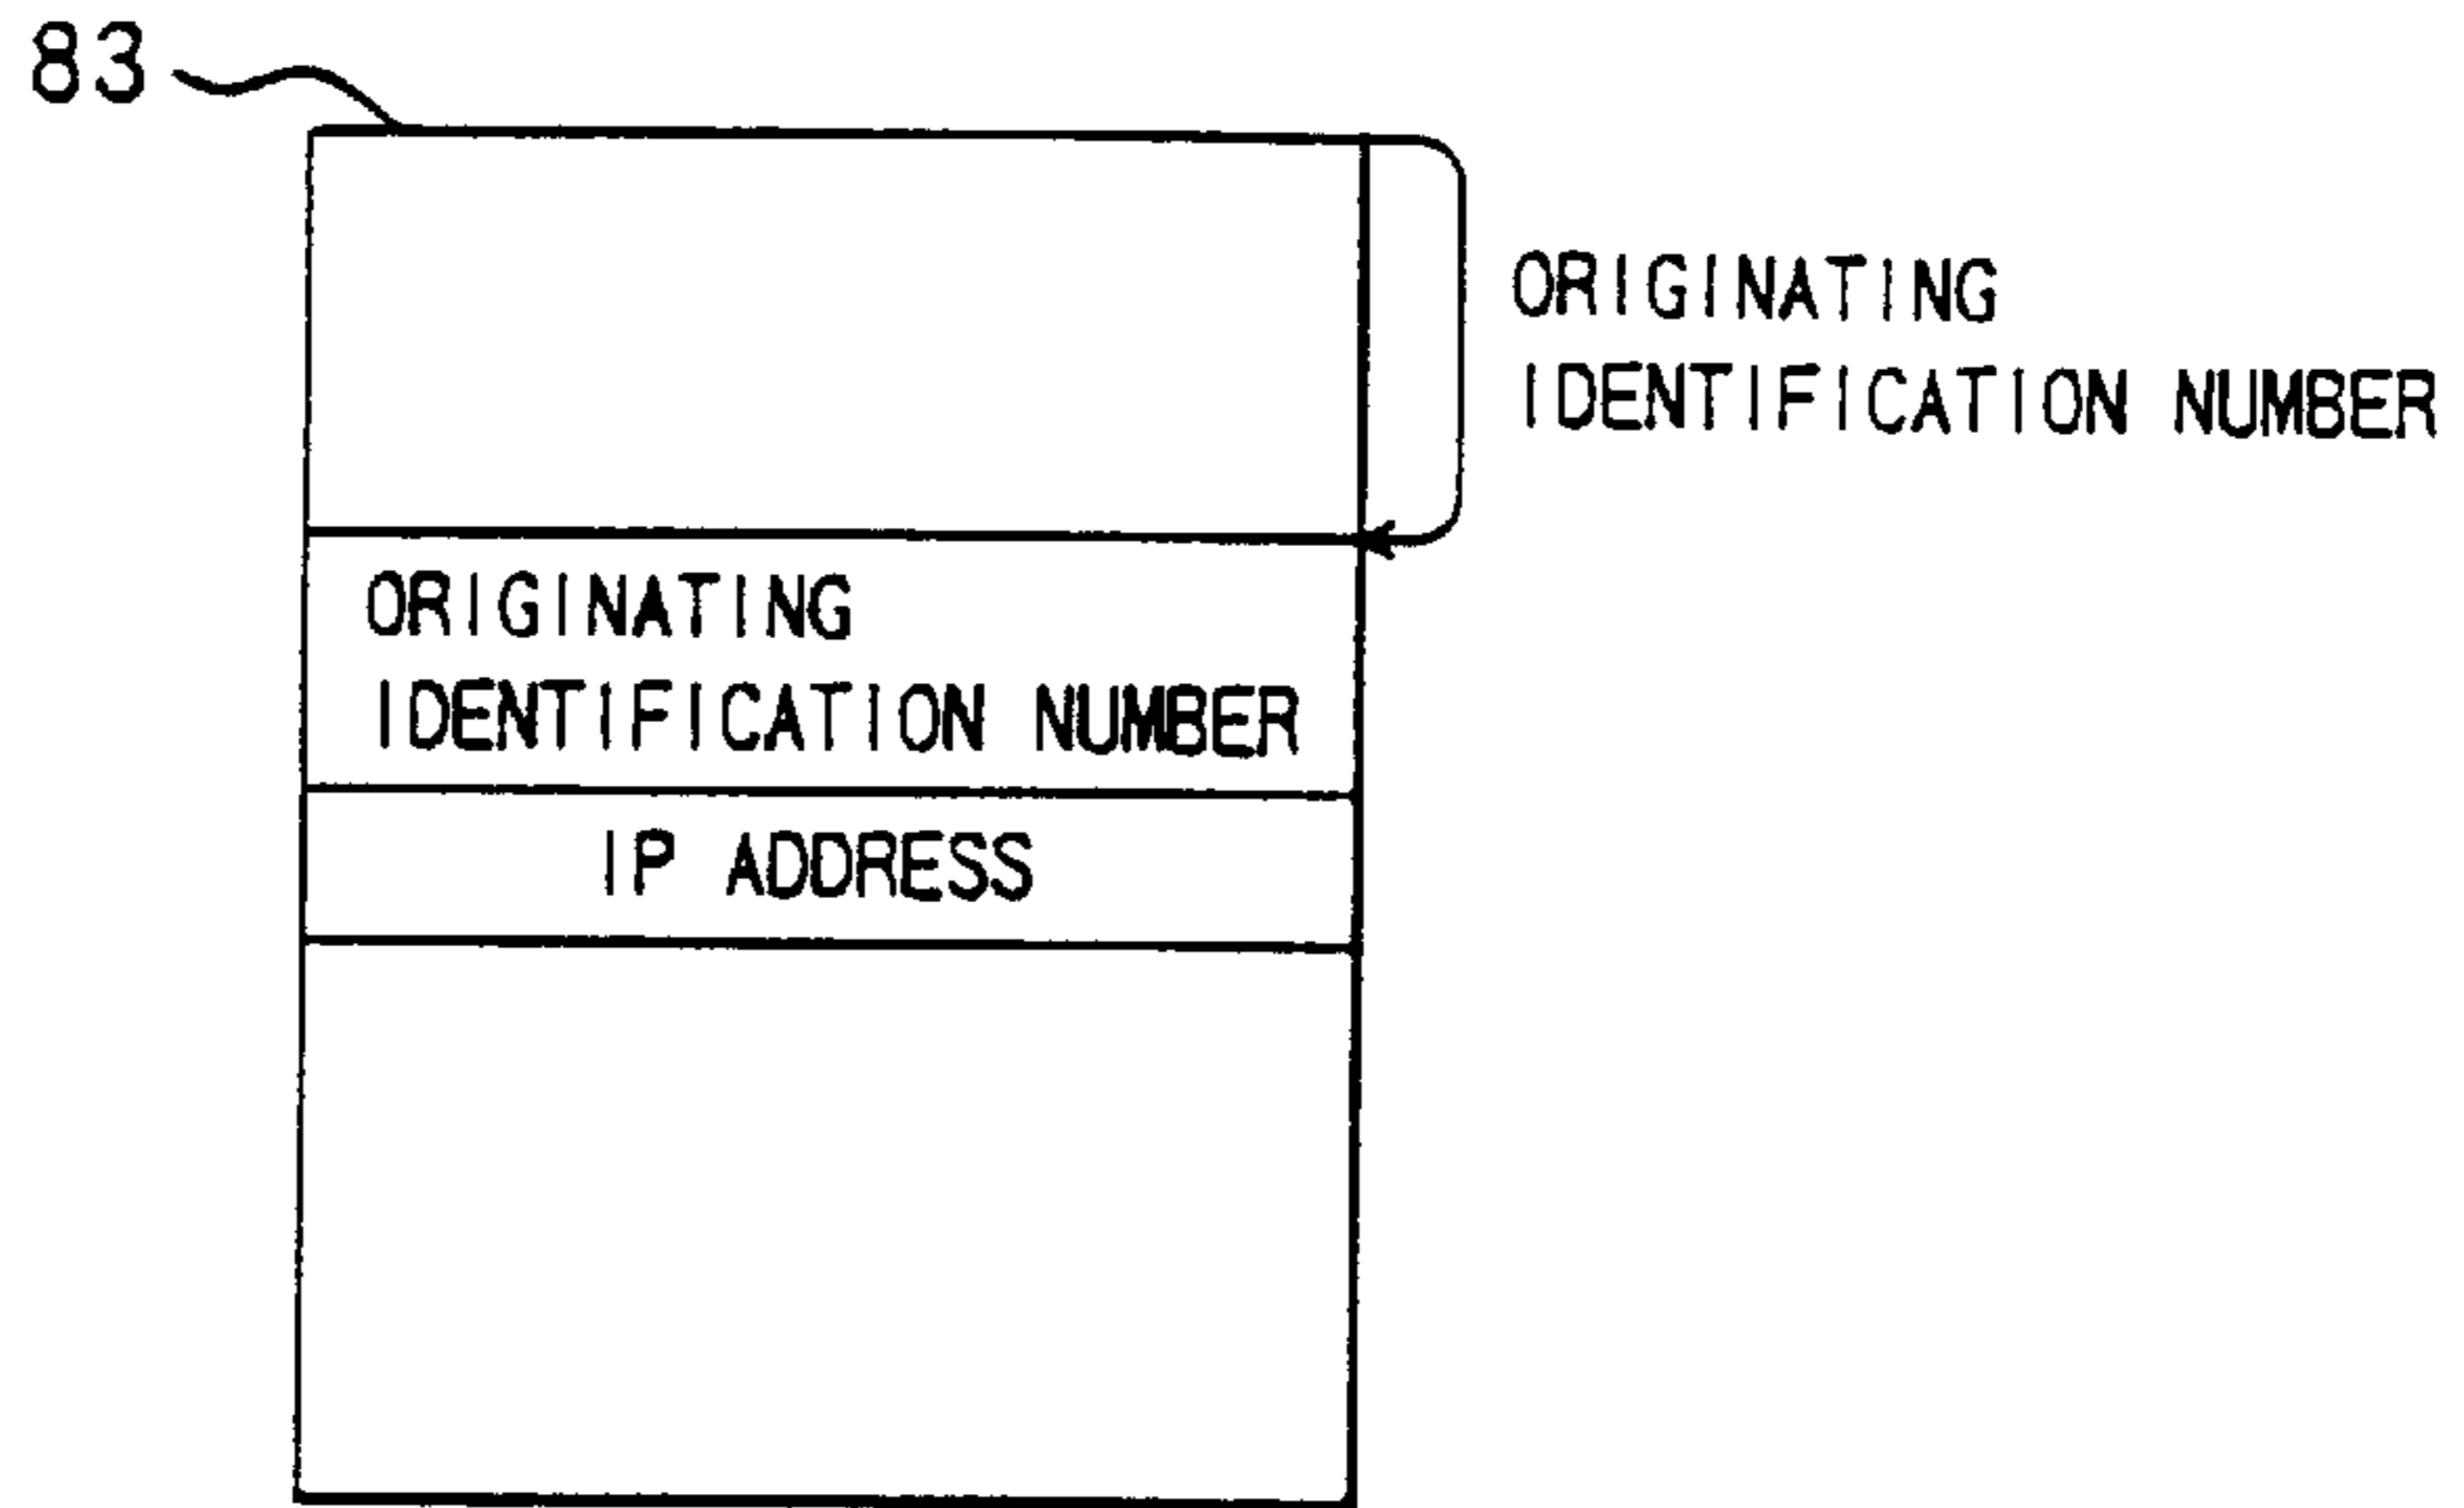 83
ORIGINATING
IDENTIFICATION NUMBER
ORIGINATING
IDENTIFICATION NUMBER
IP ADDRESS